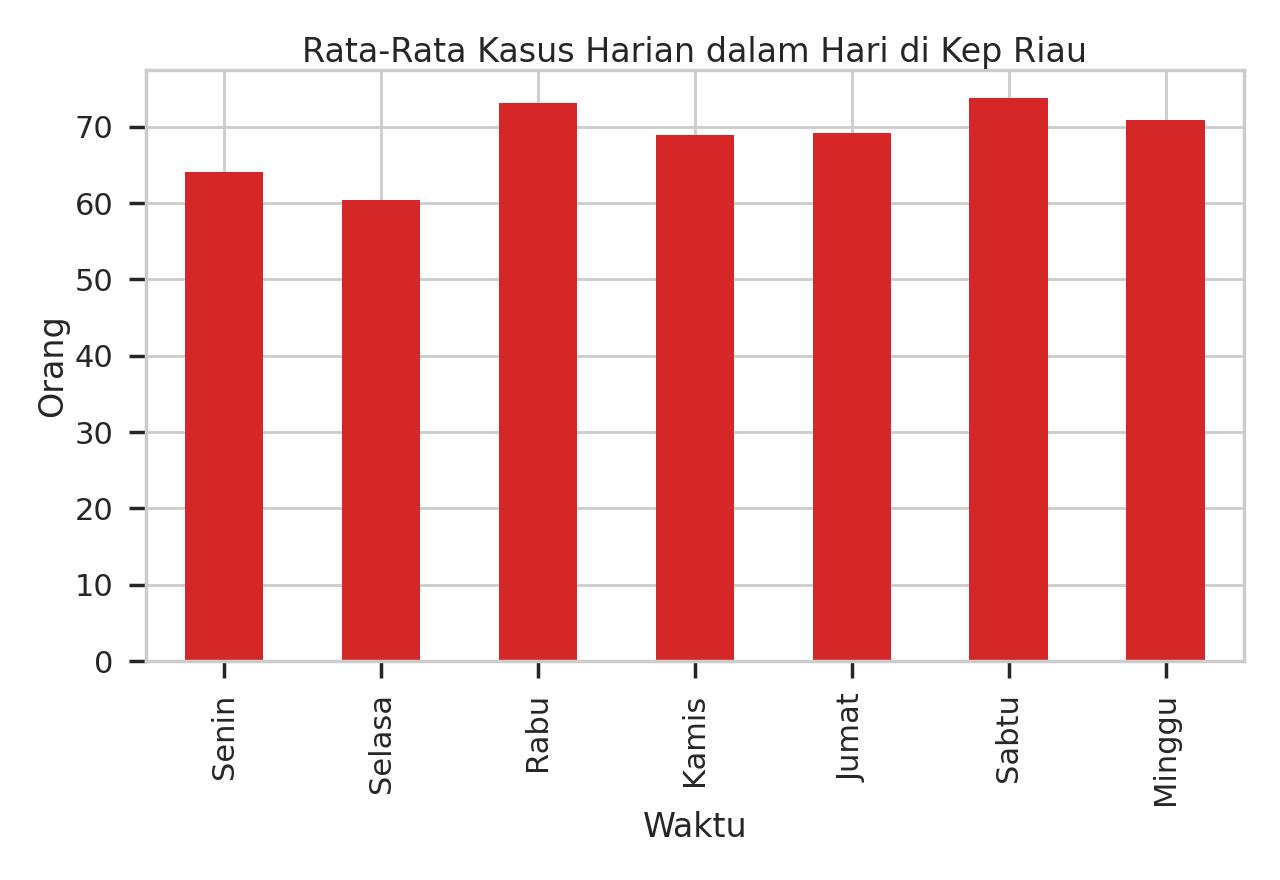 Rata-Rata Kasus Harian dalam Hari di Kep Riau
70
60
50
40
30
20
10
0
Orang
Senin
Selasa
Rabu
Kamis
Jumat
Sabtu
Minggu
Waktu